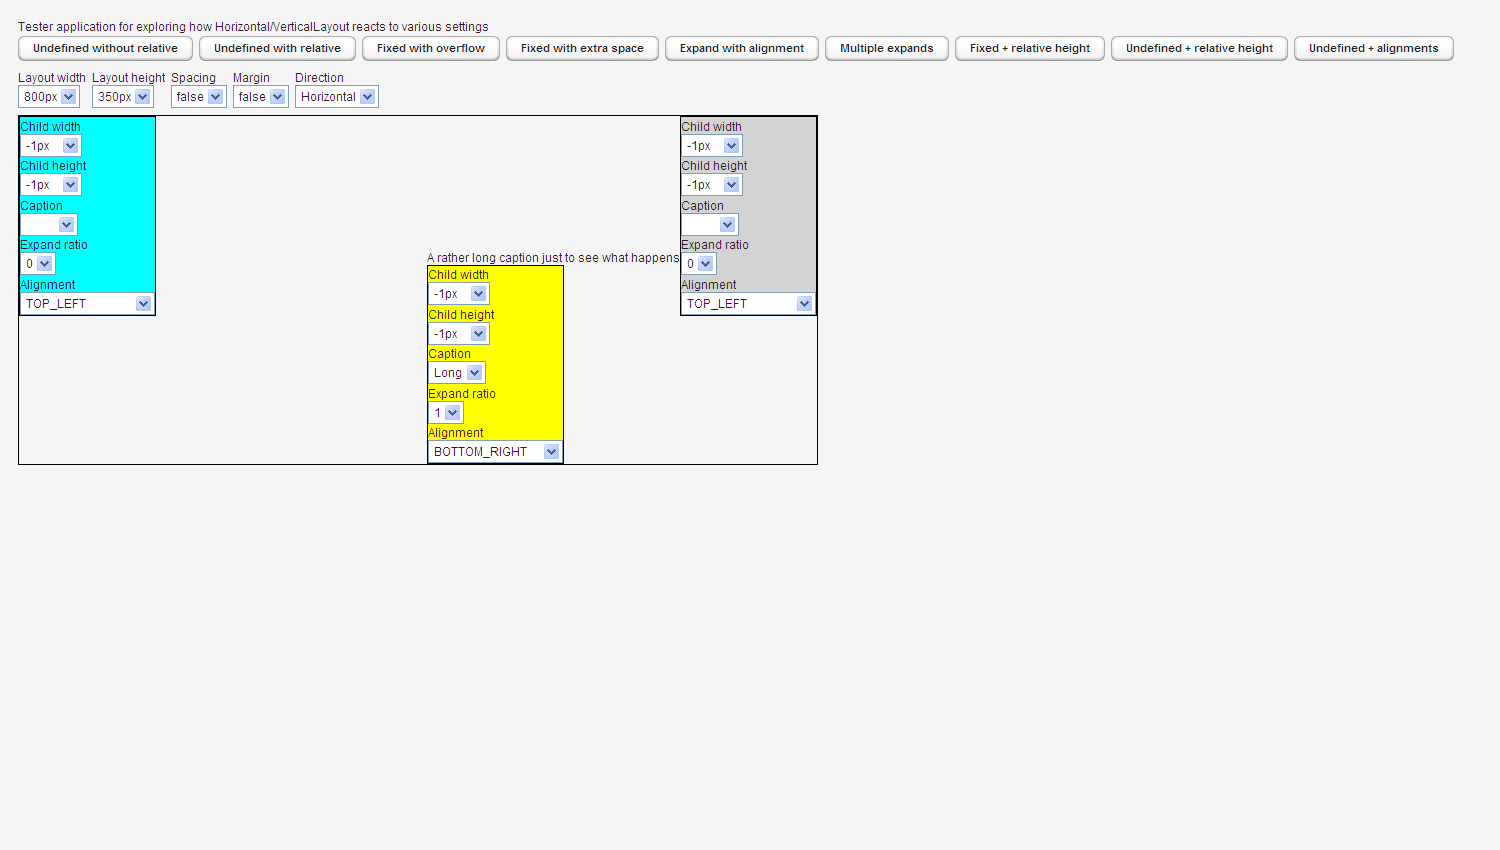 Tester application for exploring how Horizontal/VerticalLayout reacts to various settings
Undefined without relative Undefined with relative Fixed with overflow Fixed with extra space Expand with alignment Multiple expands Fixed + relative height Undefined + relative height Undefined + alignments
Layout width Layout height Spacing Margin Direction
800px 350px false false Horizontal
Child width
-1px
Child height
-1px
Caption
Expand ratio
0
Alignment
TOP_LEFT
A rather long caption just to see what happens
Child width
-1px
Child height
-1px
Caption
Long
Expand ratio
1
Alignment
BOTTOM_RIGHT
Child width
-1px
Child height
-1px
Caption
Expand ratio
0
Alignment
TOP_LEFT